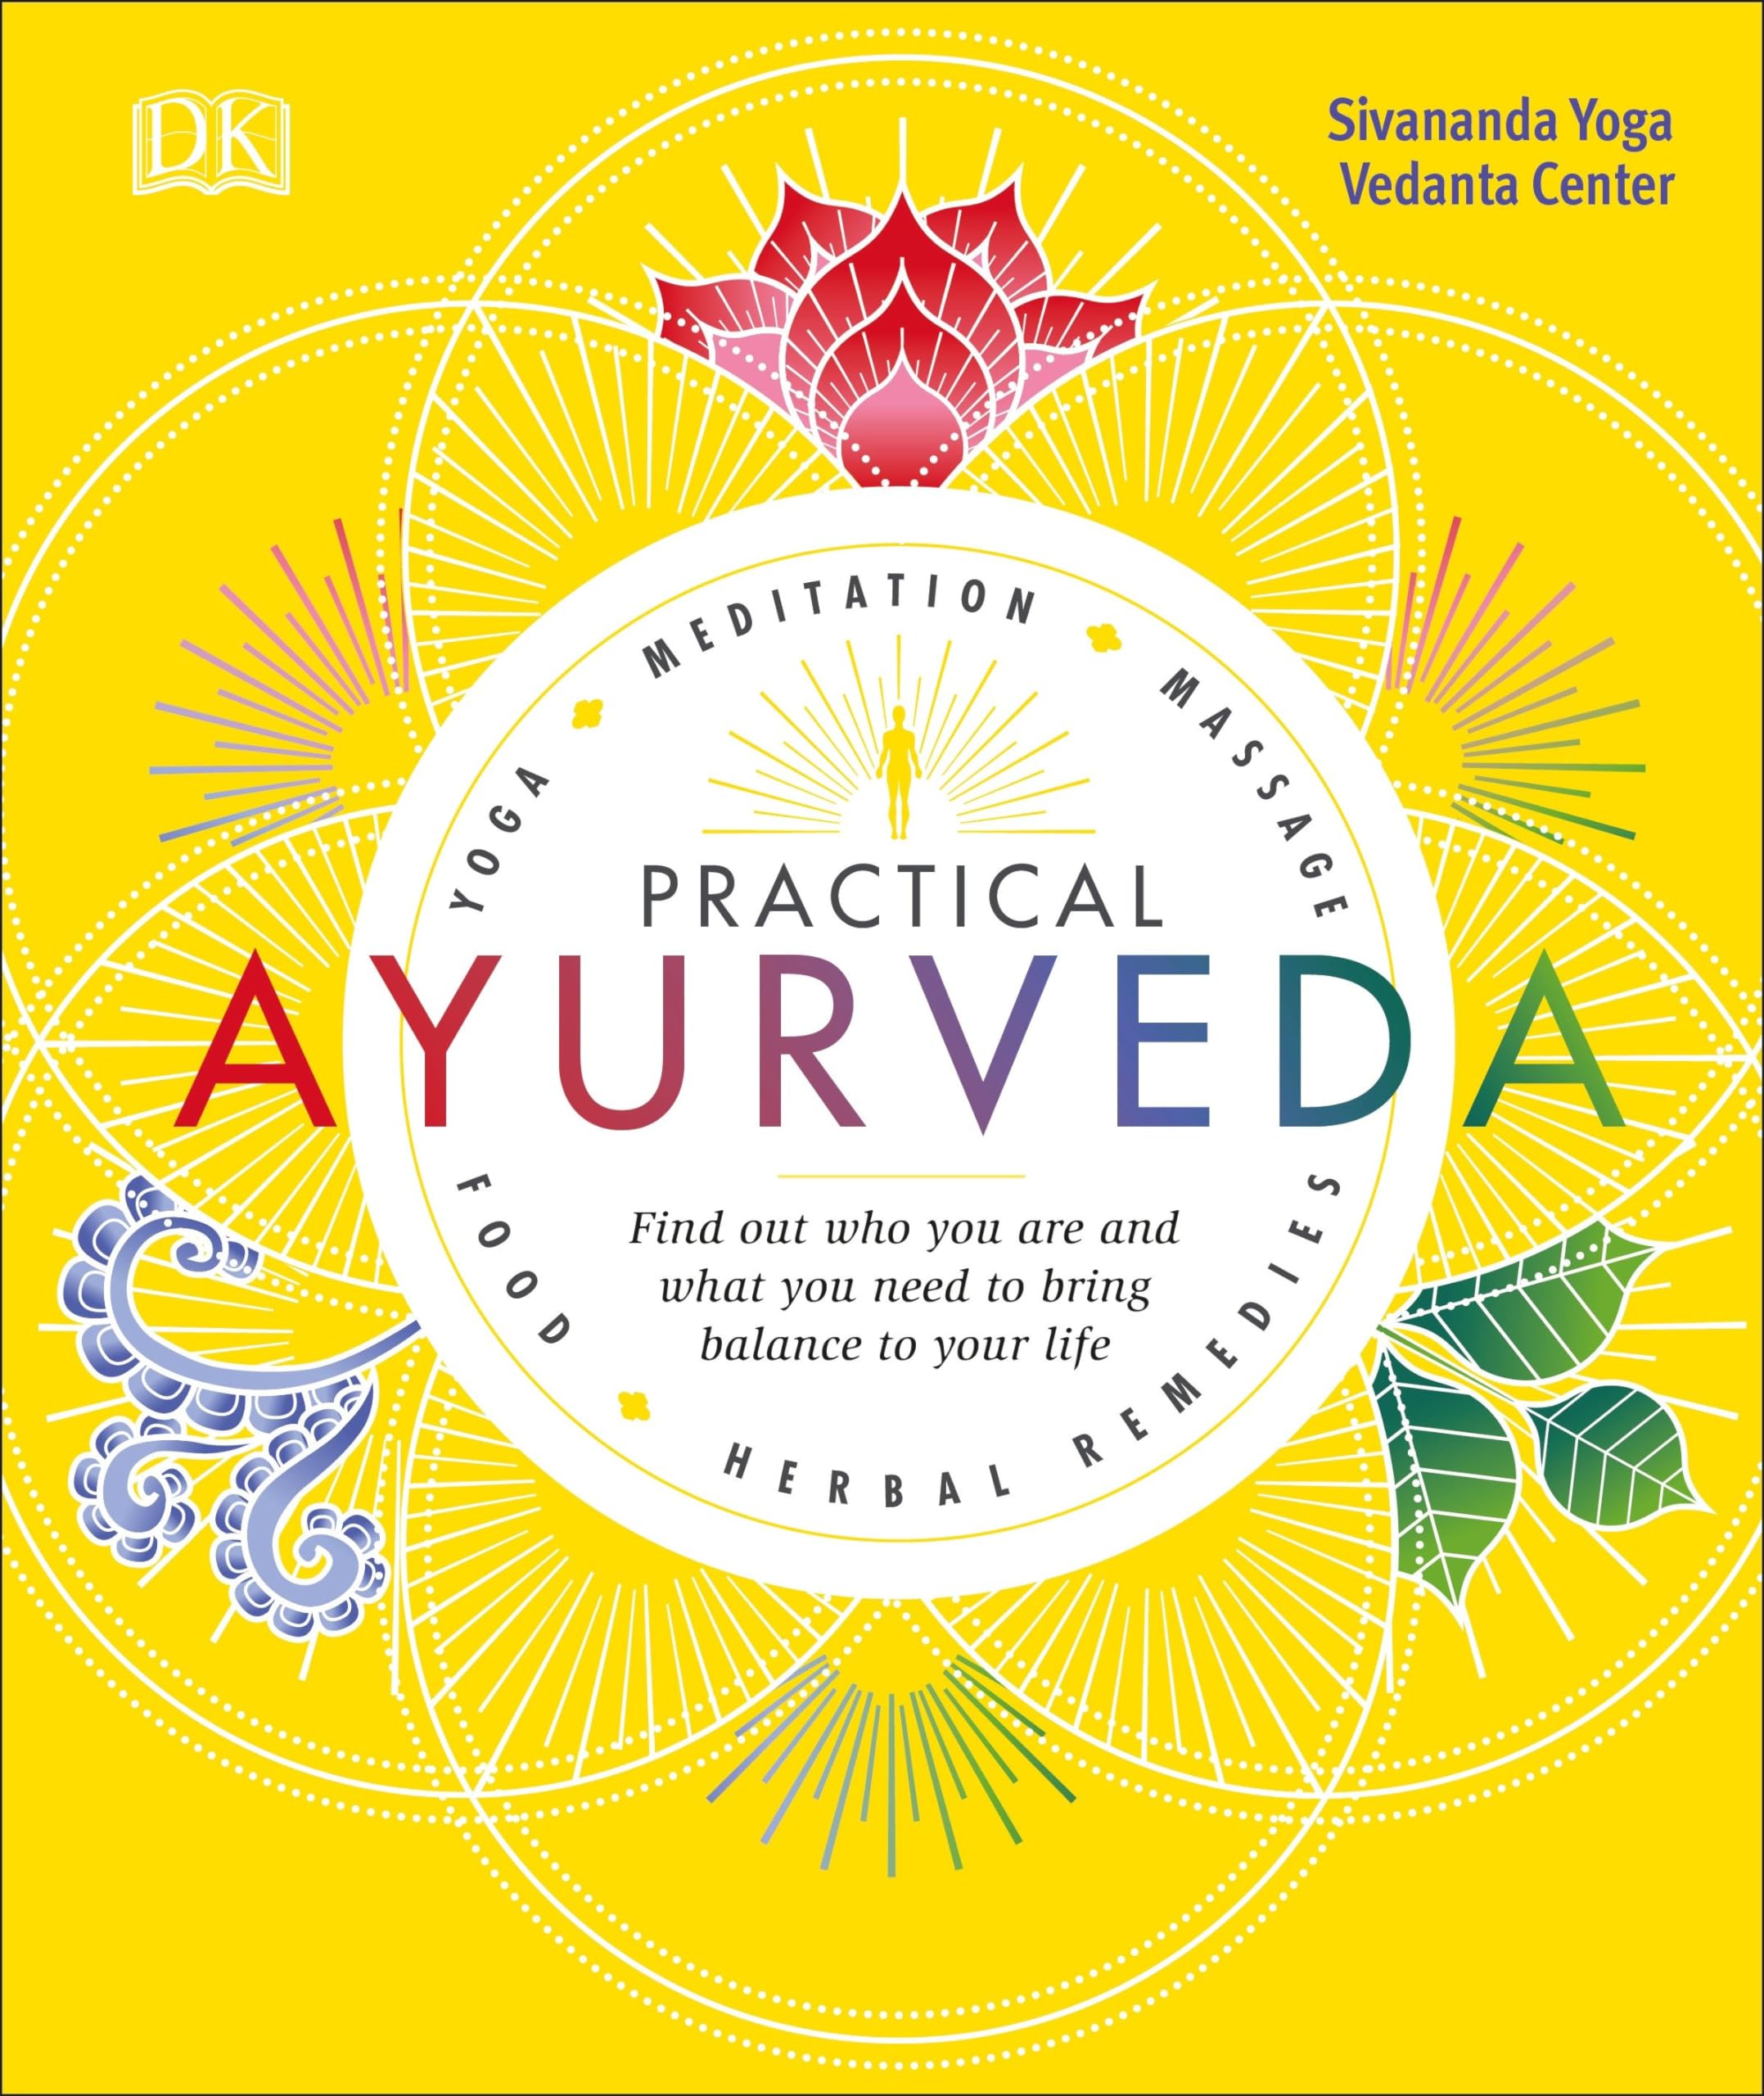 DK
Sivananda Yoga
Vedanta Center
YOGA
MEDITATION
MASSAGE
PRACTICAL
AYURVEDA
Find out who you are and
what you need to bring
balance to your life
FOOD
HERBAL REMEDIES